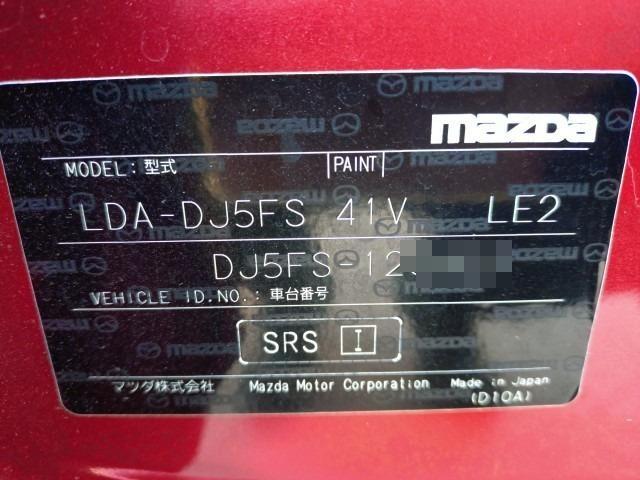 mazda
MODEL:型式 PAINT
LDA-DJ5FS 41V LE2
DJ5FS-12
VEHICLE ID.NO.:車台番号
SRS I
マツダ株式会社 Mazda Motor Corporation Made in Japan
(D10A)